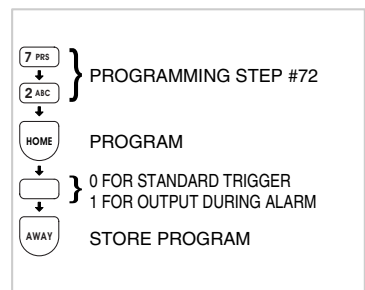 7 PRS
2 ABC
PROGRAMMING STEP #72
HOME
PROGRAM
0 FOR STANDARD TRIGGER
1 FOR OUTPUT DURING ALARM
AWAY
STORE PROGRAM